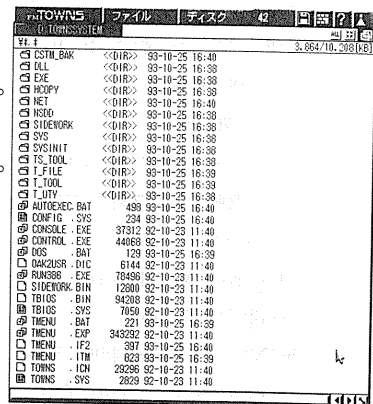 FM TOWNS ファイル ディスク 42 ?
D:TOWNSSYSTEM
¥*.*
3,864/10,208[KB]
CSTM_BAK <<DIR>> 93-10-25 16:40
DLL <<DIR>> 93-10-25 16:38
EXE <<DIR>> 93-10-25 16:38
HCOPY <<DIR>> 93-10-25 16:38
NET <<DIR>> 93-10-25 16:40
NSDD <<DIR>> 93-10-25 16:38
SIDEWORK <<DIR>> 93-10-25 16:38
SYS <<DIR>> 93-10-25 16:38
SYSINIT <<DIR>> 93-10-25 16:38
TS_TOOL <<DIR>> 93-10-25 16:38
T_FILE <<DIR>> 93-10-25 16:39
T_TOOL <<DIR>> 93-10-25 16:39
T_UTY <<DIR>> 93-10-25 16:38
AUTOEXEC.BAT 498 93-10-25 16:40
CONFIG .SYS 234 93-10-25 16:40
CONSOLE .EXE 37312 92-10-23 11:40
CONTROL .EXE 44068 92-10-23 11:40
DOS .BAT 129 93-10-25 16:39
OAK2USR .DIC 6144 92-10-23 11:40
RUN386 .EXE 78496 92-10-23 11:40
SIDEWORK.BIN 12800 92-10-23 11:40
TBIOS .BIN 94208 92-10-23 11:40
TBIOS .SYS 7050 92-10-23 11:40
TMENU .BAT 221 93-10-25 16:39
TMENU .EXP 343292 92-10-23 11:40
TMENU .IF2 397 93-10-25 16:40
TMENU .ITM 823 93-10-25 16:39
TOWNS .ICN 29296 92-10-23 11:40
TOWNS .SYS 2829 92-10-23 11:40